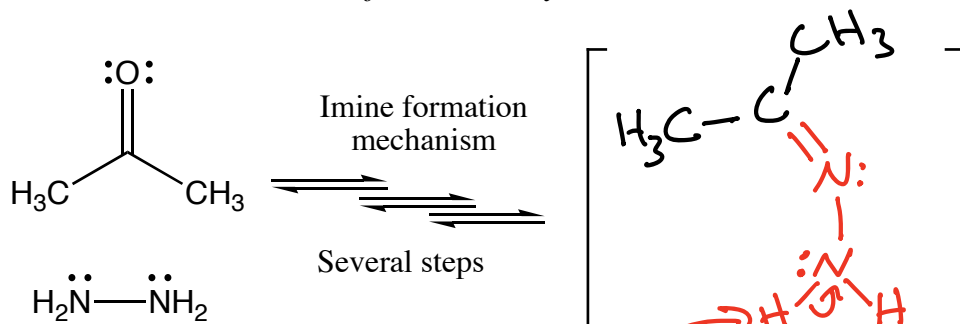 :O:
Imine formation
mechanism
H3C CH3
Several steps
H2N NH2
CH3
H3C C
N:
:N
H H